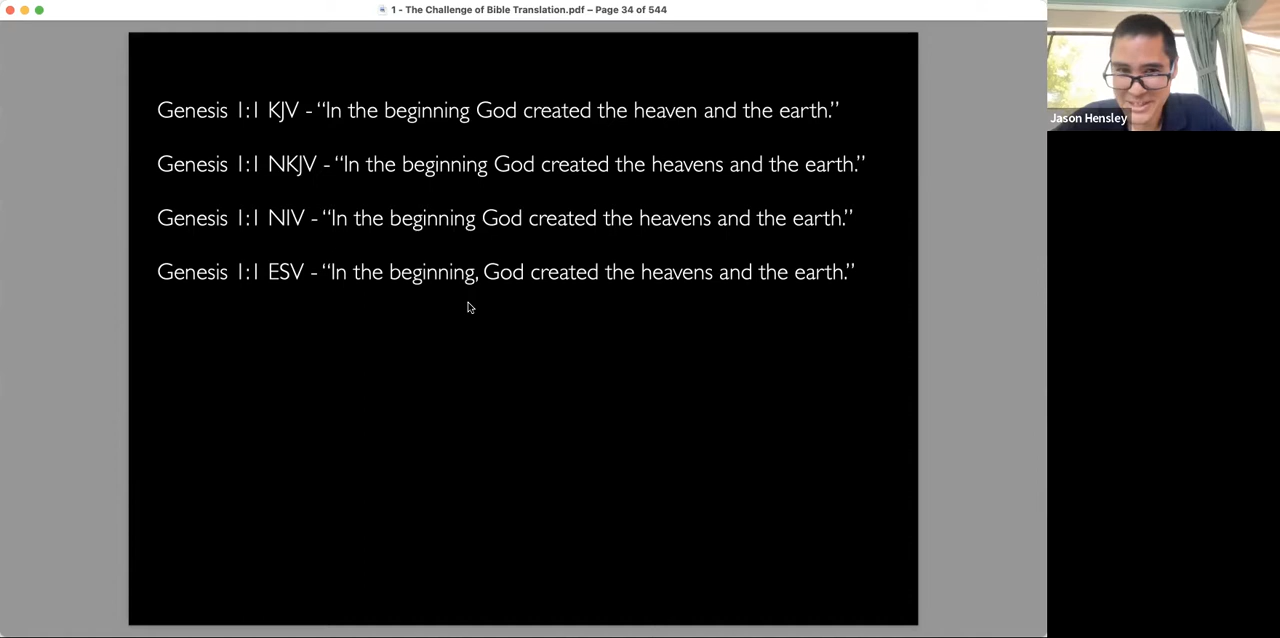 1 - The Challenge of Bible Translation.pdf – Page 34 of 544
Genesis 1:1 KJV - “In the beginning God created the heaven and the earth.”
Genesis 1:1 NKJV - “In the beginning God created the heavens and the earth.”
Genesis 1:1 NIV - “In the beginning God created the heavens and the earth.”
Genesis 1:1 ESV - “In the beginning, God created the heavens and the earth.”
Jason Hensley